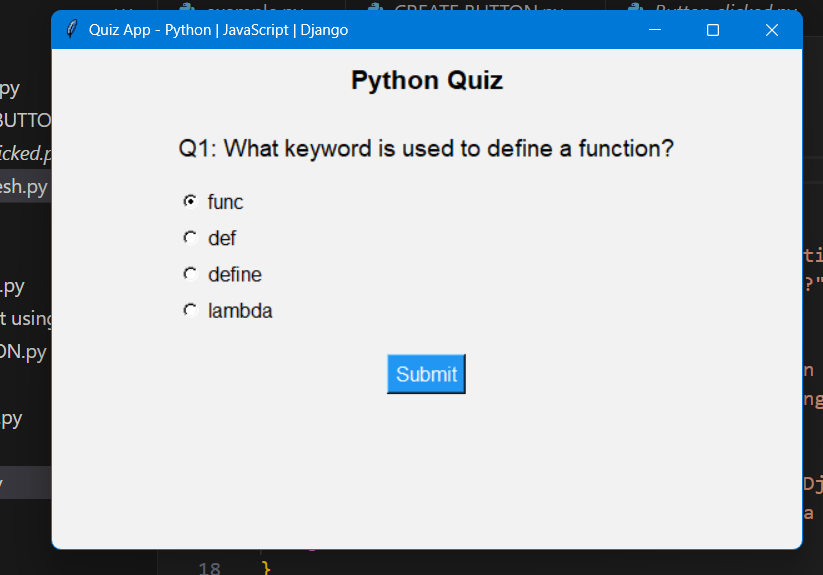 example.py CREATE BUTTON.py Button clicked.py
Quiz App - Python | JavaScript | Django
Python Quiz
.py
BUTTO
Q1: What keyword is used to define a function?
icked.p
esh.py
func
def
ti
define
?"
.py
lambda
t using
ON.py
n
Submit
ng
.py
y
Dj
a
18 }